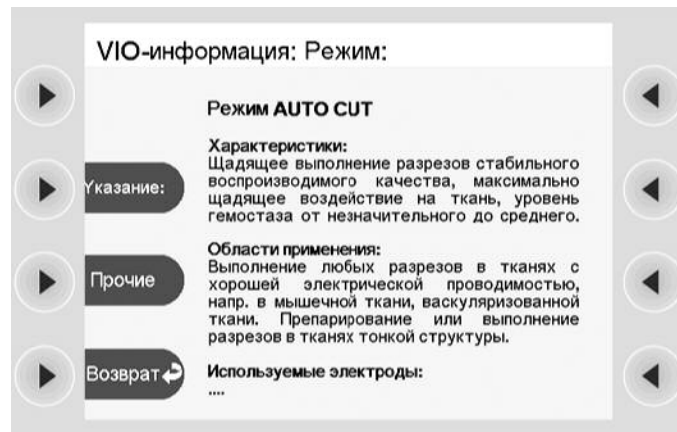 VIO-информация: Режим:
Режим AUTO CUT
Характеристики:
Щадящее выполнение разрезов стабильного
воспроизводимого качества, максимально
щадящее воздействие на ткань, уровень
гемостаза от незначительного до среднего.
Указание:
Области применения:
Выполнение любых разрезов в тканях с
хорошей электрической проводимостью,
напр. в мышечной ткани, васкуляризованной
ткани. Препарирование или выполнение
разрезов в тканях тонкой структуры.
Прочие
Используемые электроды:
....
Возврат